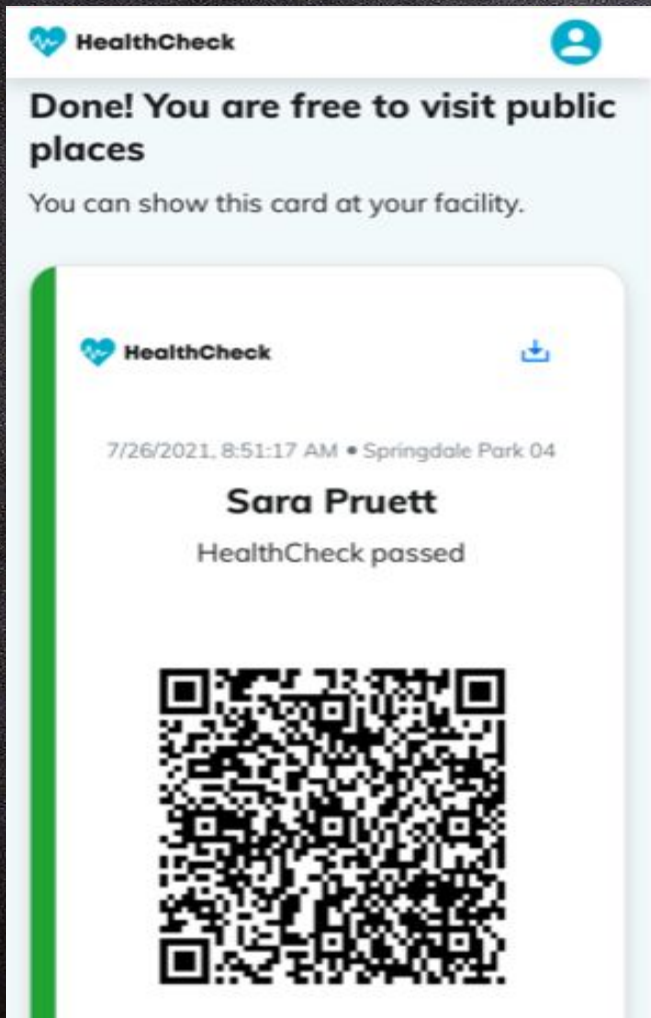 HealthCheck
Done! You are free to visit public
places
You can show this card at your facility.
HealthCheck
7/26/2021, 8:51:17 AM • Springdale Park 04
Sara Pruett
HealthCheck passed